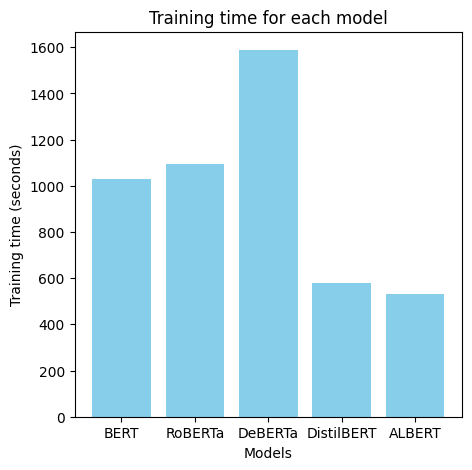 Training time for each model
1600
1400
1200
1000
800
600
400
200
0
Training time (seconds)
BERT RoBERTa DeBERTa DistilBERT ALBERT
Models